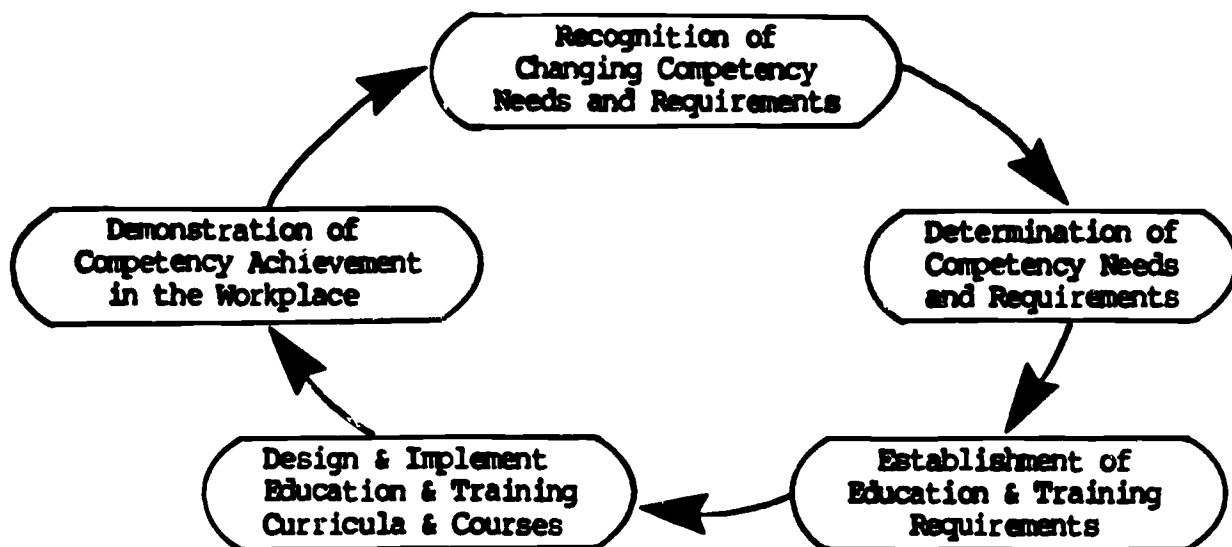 Recognition of
Changing Competency
Needs and Requirements
Determination of
Competency Needs
and Requirements
Establishment of
Education & Training
Requirements
Design & Implement
Education & Training
Curricula & Courses
Demonstration of
Competency Achievement
in the Workplace